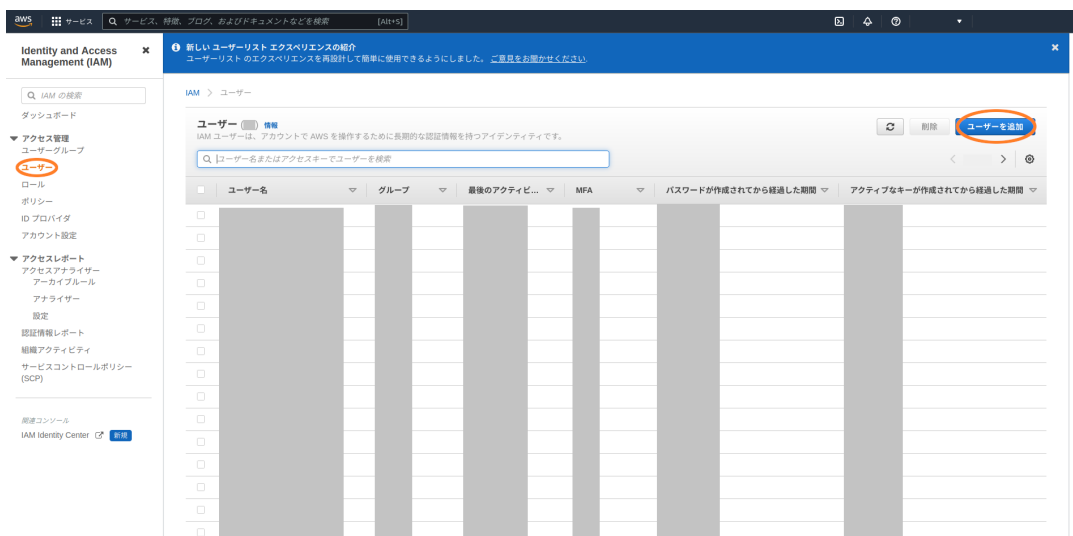 aws サービス サービス、特徴、ブログ、およびドキュメントなどを検索 [Alt+S]
Identity and Access Management (IAM)
IAM の検索
ダッシュボード
アクセス管理
ユーザーグループ
ユーザー
ロール
ポリシー
ID プロバイダ
アカウント設定
アクセスレポート
アクセスアナライザー
アーカイブルール
アナライザー
設定
認証情報レポート
組織アクティビティ
サービスコントロールポリシー
(SCP)
関連コンソール
IAM Identity Center 新規
新しい ユーザーリスト エクスペリエンスの紹介
ユーザーリスト のエクスペリエンスを再設計して簡単に使用できるようにしました。 ご意見をお聞かせください.
IAM > ユーザー
ユーザー ( ) 情報
IAM ユーザーは、アカウントで AWS を操作するために長期的な認証情報を持つアイデンティティです。
削除 ユーザーを追加
ユーザー名またはアクセスキーでユーザーを検索
ユーザー名 グループ 最後のアクティビ... MFA パスワードが作成されてから経過した期間 アクティブなキーが作成されてから経過した期間